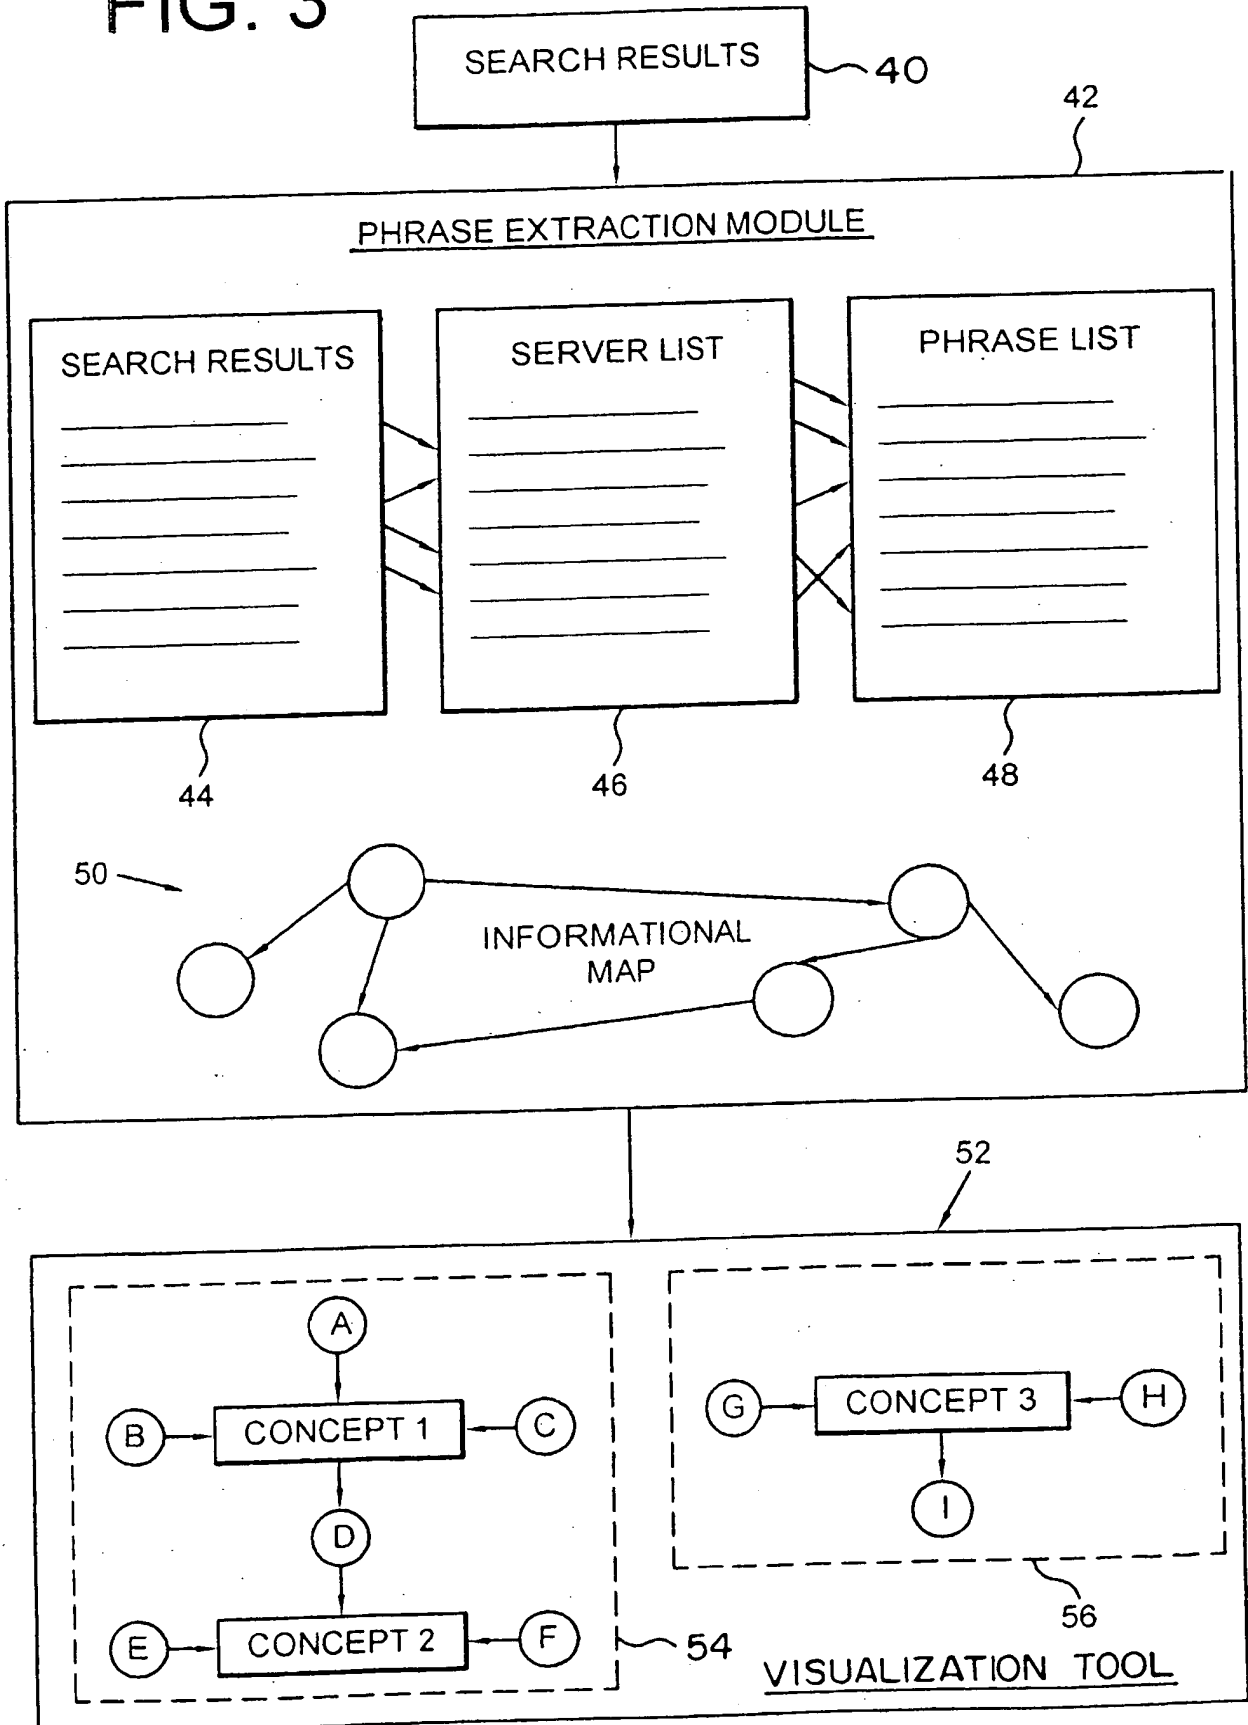 FIG. 3
SEARCH RESULTS
40
42
PHRASE EXTRACTION MODULE
SEARCH RESULTS
SERVER LIST
PHRASE LIST
44
46
48
50
INFORMATIONAL
MAP
52
A
B
CONCEPT 1
C
D
E
CONCEPT 2
F
54
G
CONCEPT 3
H
I
56
VISUALIZATION TOOL